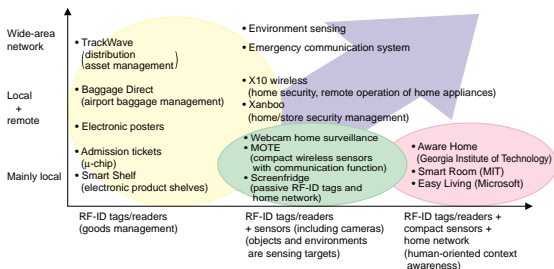 Wide-area
network
Local
+
remote
Mainly local
• TrackWave
(distribution
asset management)
• Baggage Direct
(airport baggage management)
• Electronic posters
• Admission tickets
(μ-chip)
• Smart Shelf
(electronic product shelves)
• Environment sensing
• Emergency communication system
• X10 wireless
(home security, remote operation of home appliances)
• Xanboo
(home/store security management)
• Webcam home surveillance
• MOTE
(compact wireless sensors
with communication function)
• Screenfridge
(passive RF-ID tags and
home network)
• Aware Home
(Georgia Institute of Technology)
• Smart Room (MIT)
• Easy Living (Microsoft)
RF-ID tags/readers
(goods management)
RF-ID tags/readers
+ sensors (including cameras)
(objects and environments
are sensing targets)
RF-ID tags/readers +
compact sensors +
home network
(human-oriented context
awareness)